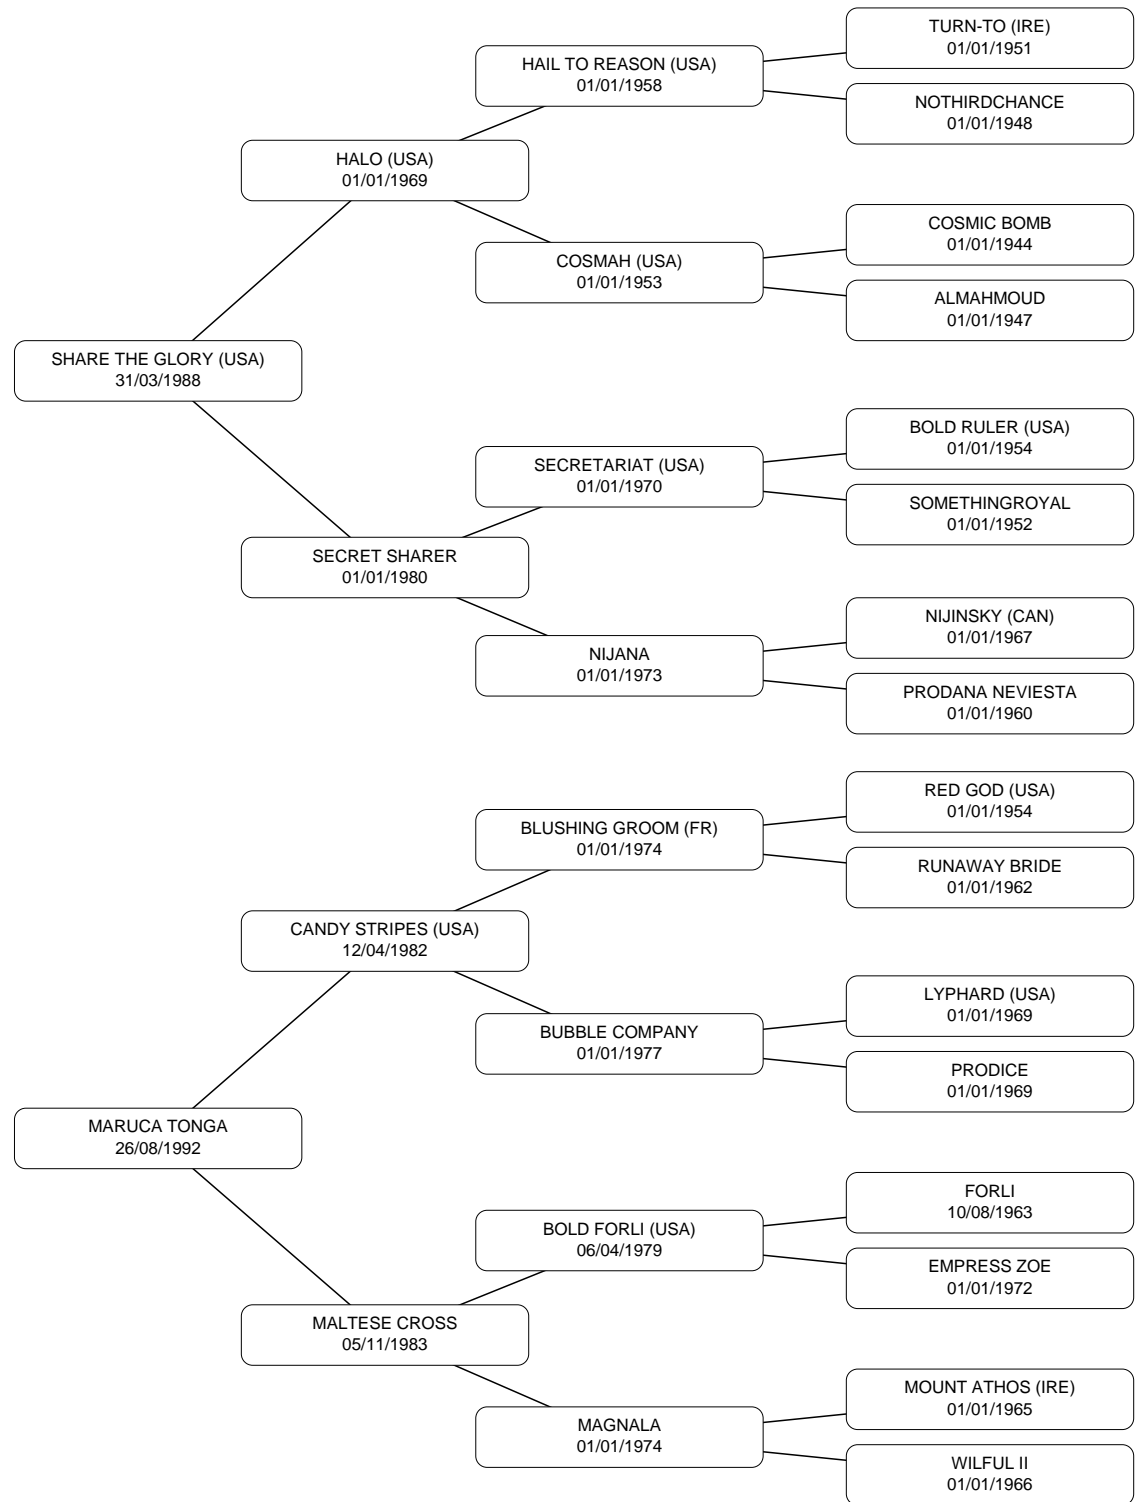 TURN-TO (IRE)
01/01/1951
HAIL TO REASON (USA)
01/01/1958
NOTHIRDCHANCE
01/01/1948
HALO (USA)
01/01/1969
COSMIC BOMB
01/01/1944
COSMAH (USA)
01/01/1953
ALMAHMOUD
01/01/1947
SHARE THE GLORY (USA)
31/03/1988
BOLD RULER (USA)
01/01/1954
SECRETARIAT (USA)
01/01/1970
SOMETHINGROYAL
01/01/1952
SECRET SHARER
01/01/1980
NIJINSKY (CAN)
01/01/1967
NIJANA
01/01/1973
PRODANA NEVIESTA
01/01/1960
RED GOD (USA)
01/01/1954
BLUSHING GROOM (FR)
01/01/1974
RUNAWAY BRIDE
01/01/1962
CANDY STRIPES (USA)
12/04/1982
LYPHARD (USA)
01/01/1969
BUBBLE COMPANY
01/01/1977
PRODICE
01/01/1969
MARUCA TONGA
26/08/1992
FORLI
10/08/1963
BOLD FORLI (USA)
06/04/1979
EMPRESS ZOE
01/01/1972
MALTESE CROSS
05/11/1983
MOUNT ATHOS (IRE)
01/01/1965
MAGNALA
01/01/1974
WILFUL II
01/01/1966